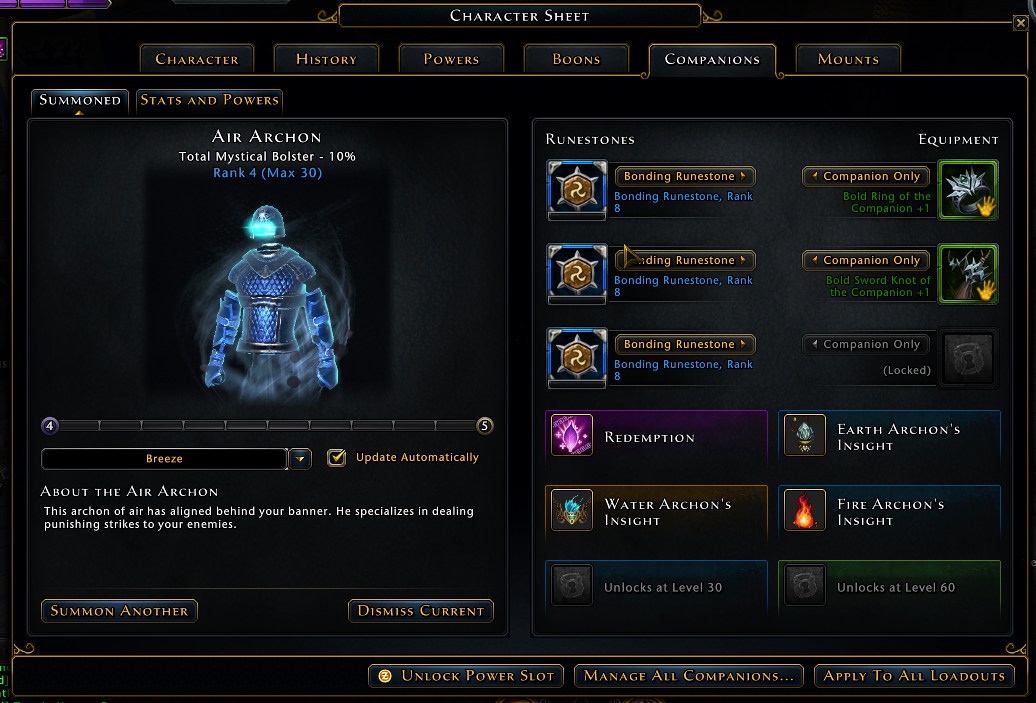 Character Sheet
Character
History
Powers
Boons
Companions
Mounts
Summoned
Stats and Powers
Air Archon
Total Mystical Bolster - 10%
Rank 4 (Max 30)
4
5
Breeze
Update Automatically
About the Air Archon
This archon of air has aligned behind your banner. He specializes in dealing
punishing strikes to your enemies.
Summon Another
Dismiss Current
Runestones
Equipment
Bonding Runestone
Bonding Runestone, Rank
8
Companion Only
Bold Ring of the
Companion +1
nding Runestone
Bonding Runestone, Rank
8
Companion Only
Bold Sword Knot of
the Companion +1
Bonding Runestone
Bonding Runestone, Rank
8
Companion Only
(Locked)
Redemption
Earth Archon's
Insight
Water Archon's
Insight
Fire Archon's
Insight
Unlocks at Level 30
Unlocks at Level 60
Unlock Power Slot
Manage All Companions...
Apply To All Loadouts